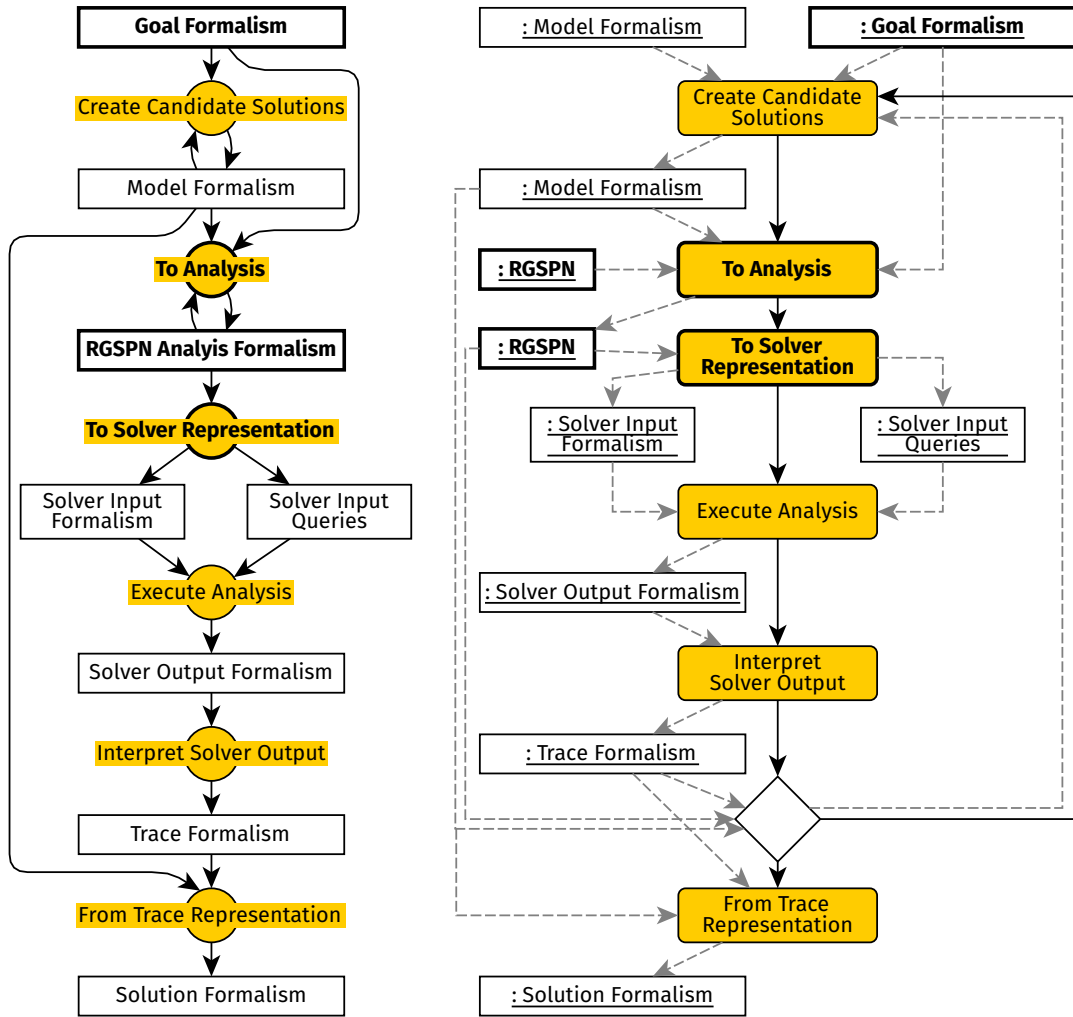 Goal Formalism
Create Candidate Solutions
Model Formalism
To Analysis
RGSPN Analyis Formalism
To Solver Representation
Solver Input
Formalism
Solver Input
Queries
Execute Analysis
Solver Output Formalism
Interpret Solver Output
Trace Formalism
From Trace Representation
Solution Formalism
: Model Formalism
: Goal Formalism
Create Candidate
Solutions
: Model Formalism
: RGSPN
To Analysis
: RGSPN
To Solver
Representation
: Solver Input
Formalism
: Solver Input
Queries
Execute Analysis
: Solver Output Formalism
Interpret
Solver Output
: Trace Formalism
From Trace
Representation
: Solution Formalism